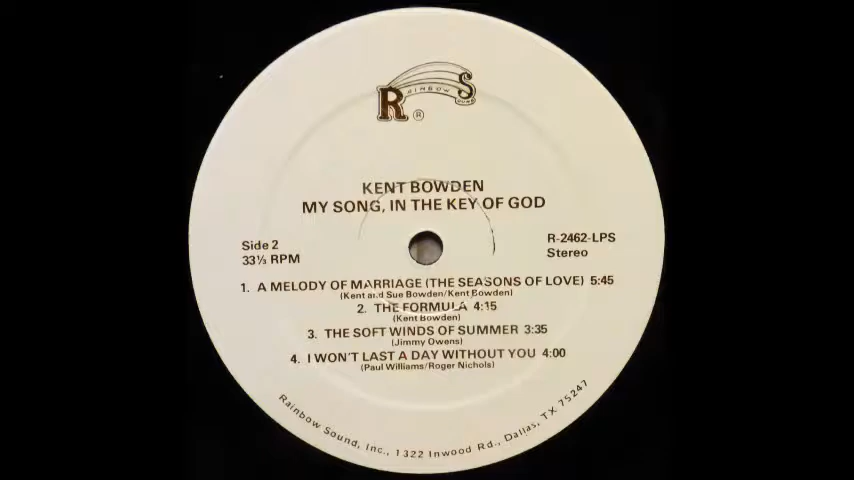 R RAINBOW S
SOUND
®
KENT BOWDEN
MY SONG, IN THE KEY OF GOD
Side 2
33⅓ RPM
R-2462-LPS
Stereo
1. A MELODY OF MARRIAGE (THE SEASONS OF LOVE) 5:45
(Kent and Sue Bowden/Kent Bowden)
2. THE FORMULA 4:15
(Kent Bowden)
3. THE SOFT WINDS OF SUMMER 3:35
(Jimmy Owens)
4. I WON'T LAST A DAY WITHOUT YOU 4:00
(Paul Williams/Roger Nichols)
Rainbow Sound, Inc., 1322 Inwood Rd., Dallas, TX 75247